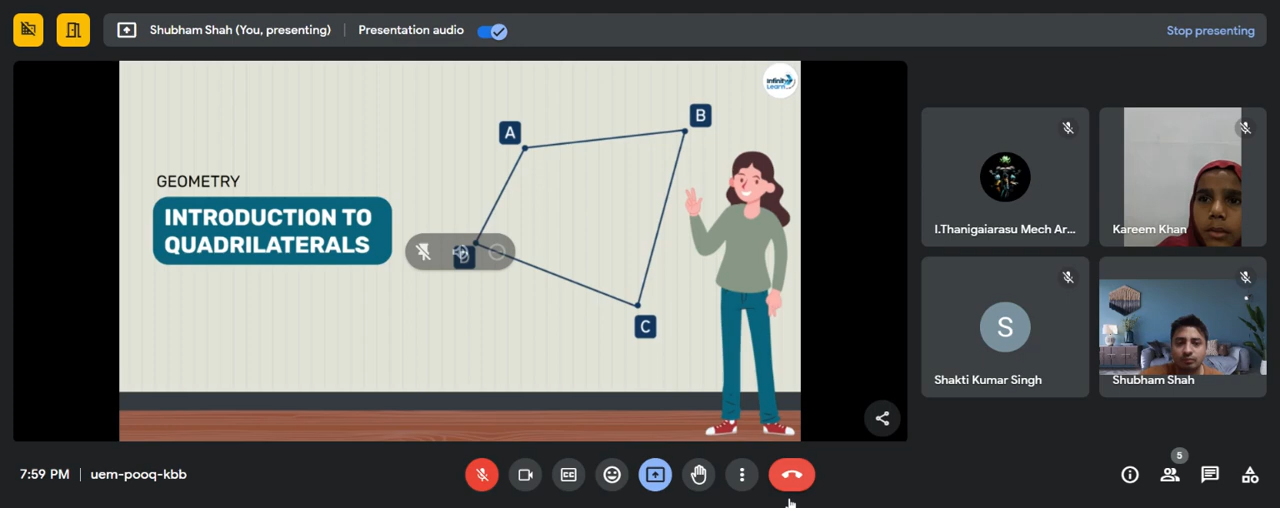 Shubham Shah (You, presenting)
Presentation audio
Stop presenting
Infinity
Learn
A
B
GEOMETRY
INTRODUCTION TO
QUADRILATERALS
D
C
I.Thanigaiarasu Mech Ar...
Kareem Khan
S
Shakti Kumar Singh
Shubham Shah
7:59 PM
uem-pooq-kbb
CC
5